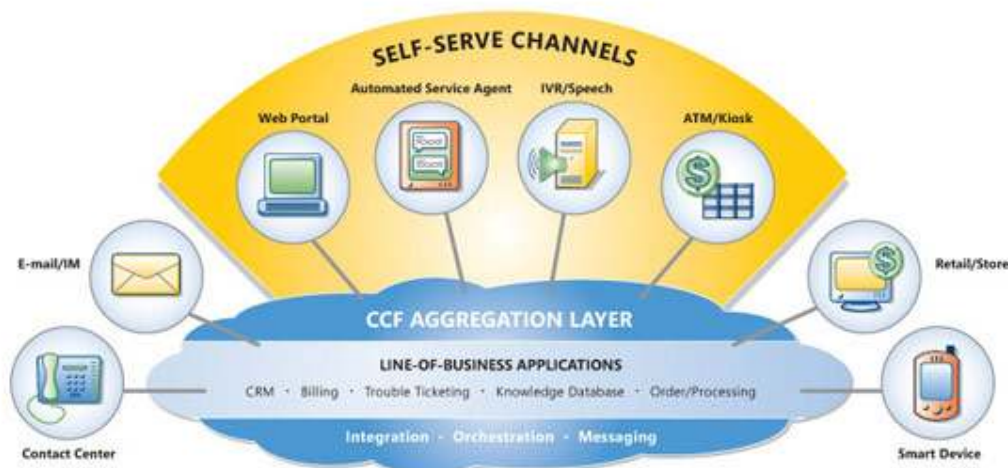 SELF-SERVE CHANNELS
Automated Service Agent
IVR/Speech
Web Portal
ATM/Kiosk
E-mail/IM
Retail/Store
CCF AGGREGATION LAYER
LINE-OF-BUSINESS APPLICATIONS
CRM · Billing · Trouble Ticketing · Knowledge Database · Order/Processing
Integration · Orchestration · Messaging
Contact Center
Smart Device